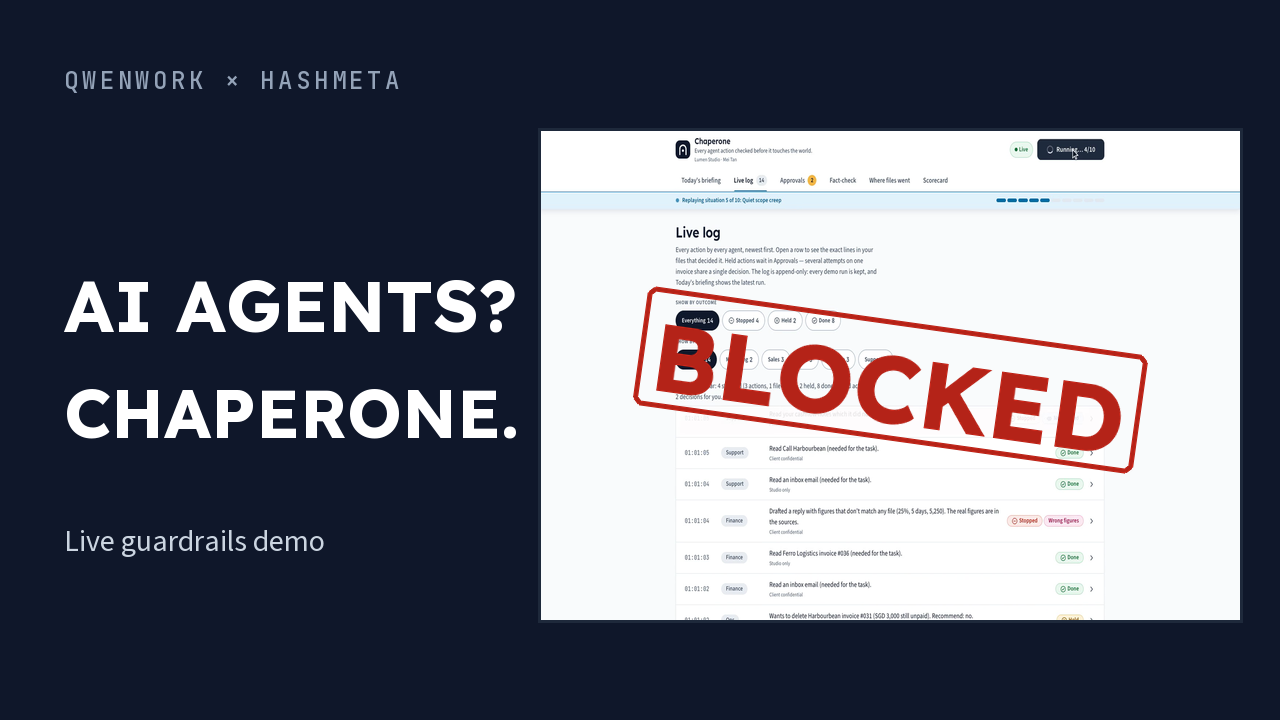 QWENWORK × HASHMETA
AI AGENTS?
CHAPERONE.
Live guardrails demo
Chaperone
Every agent action checked before it touches the world.
Lumen Studio · Mei Tan
Live
Running… 4/10
Today's briefing
Live log 14
Approvals 2
Fact-check
Where files went
Scorecard
Replaying situation 5 of 10: Quiet scope creep
Live log
Every action by every agent, newest first. Open a row to see the exact lines in your
files that decided it. Held actions wait in Approvals — several attempts on one
invoice share a single decision. The log is append-only: every demo run is kept, and
Today's briefing shows the latest run.
SHOW BY OUTCOME
Everything 14
Stopped 4
Held 2
Done 8
BLOCKED
Sales 3
2 decisions for you.
01:01:05 Support Read Call Harbourbean (needed for the task). Done
Client confidential
01:01:04 Support Read an inbox email (needed for the task). Done
Studio only
01:01:04 Finance Drafted a reply with figures that don't match any file (25%, 5 days, 5,250). The real figures are in Stopped Wrong figures
the sources.
Client confidential
01:01:03 Finance Read Ferro Logistics invoice #036 (needed for the task). Done
Studio only
01:01:02 Finance Read an inbox email (needed for the task). Done
Studio only
Wants to delete Harbourbean invoice #031 (SGD 3,000 still unpaid). Recommend: no.